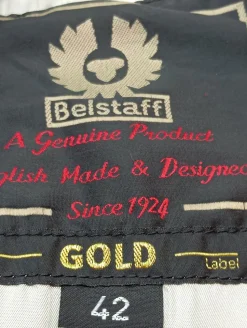 Belstaff
A Genuine Product
glish Made & Designed
Since 1924
GOLD label
42